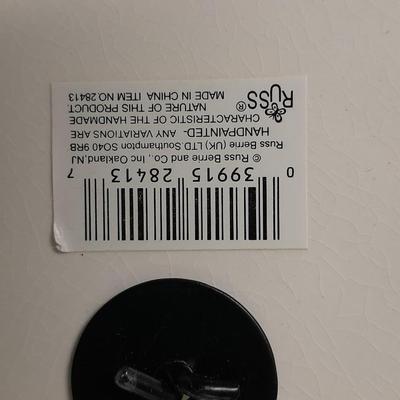 0 39915 28413 7
© Russ Berrie and Co., Inc Oakland,NJ
Russ Berrie (UK) LTD. Southampton SO40 9RB
HANDPAINTED- ANY VARIATIONS ARE
CHARACTERISTIC OF THE HANDMADE
NATURE OF THIS PRODUCT.
MADE IN CHINA ITEM NO.28413
RUSS®